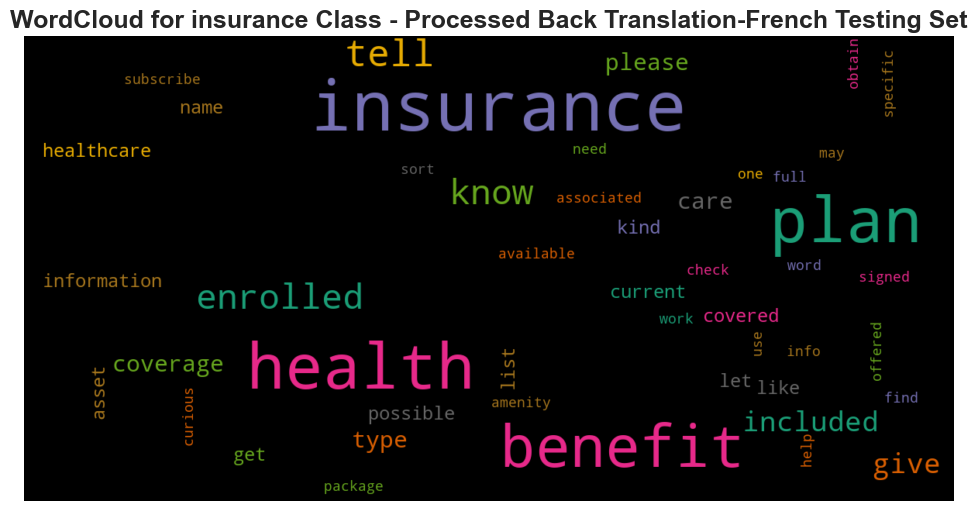 WordCloud for insurance Class - Processed Back Translation-French Testing Set
tell
please
obtain
specific
subscribe
name
insurance
healthcare
need
may
sort
one
full
know
associated
care
kind
plan
available
word
check
signed
information
enrolled
current
work
covered
use
info
offered
health
coverage
list
asset
curious
let
like
find
possible
amenity
included
type
benefit
help
get
give
package